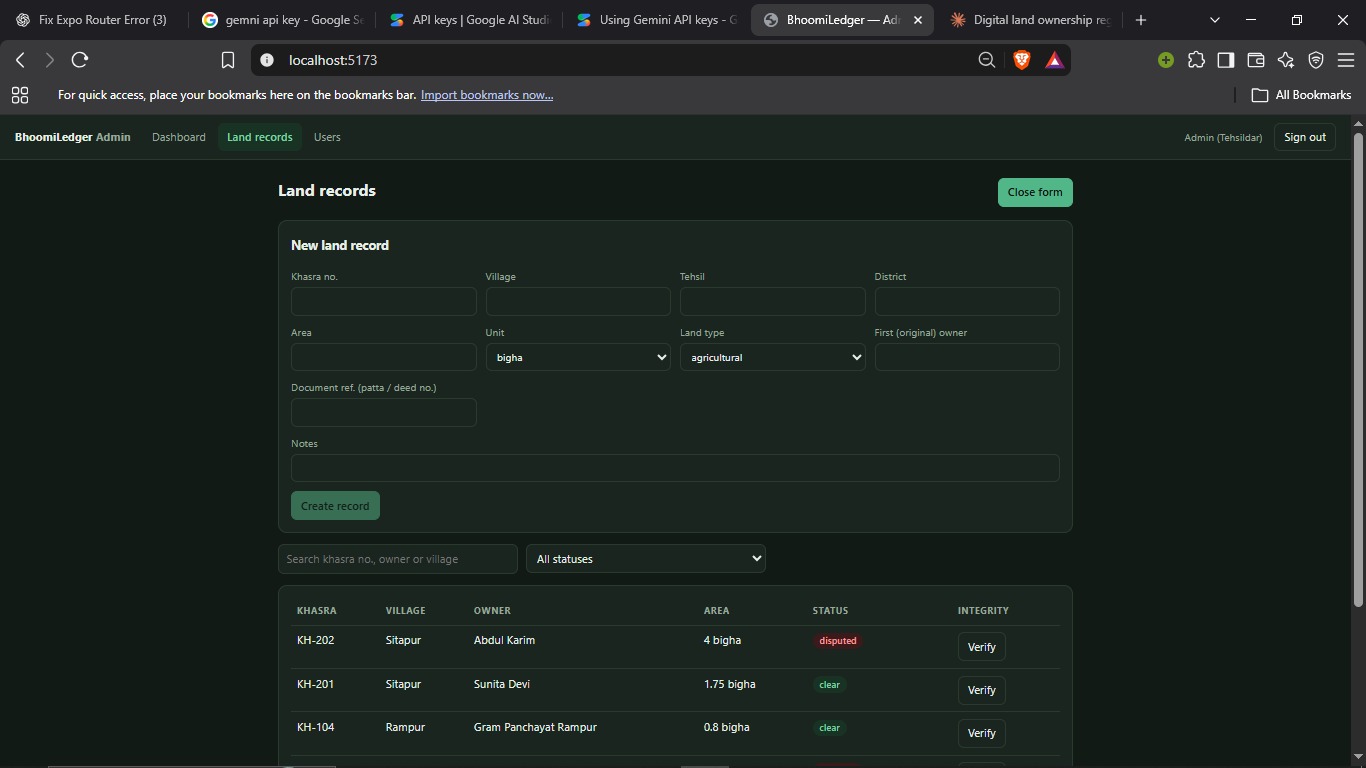 Fix Expo Router Error (3)
gemni api key - Google Se
API keys | Google AI Studi
Using Gemini API keys - G
BhoomiLedger — Adr
Digital land ownership reg
localhost:5173
For quick access, place your bookmarks here on the bookmarks bar. Import bookmarks now...
All Bookmarks
BhoomiLedger Admin
Dashboard
Land records
Users
Admin (Tehsildar)
Sign out
Land records
Close form
New land record
Khasra no. Village Tehsil District
Area Unit Land type First (original) owner
bigha agricultural
Document ref. (patta / deed no.)
Notes
Create record
Search khasra no., owner or village
All statuses
KHASRA VILLAGE OWNER AREA STATUS INTEGRITY
KH-202 Sitapur Abdul Karim 4 bigha disputed Verify
KH-201 Sitapur Sunita Devi 1.75 bigha clear Verify
KH-104 Rampur Gram Panchayat Rampur 0.8 bigha clear Verify